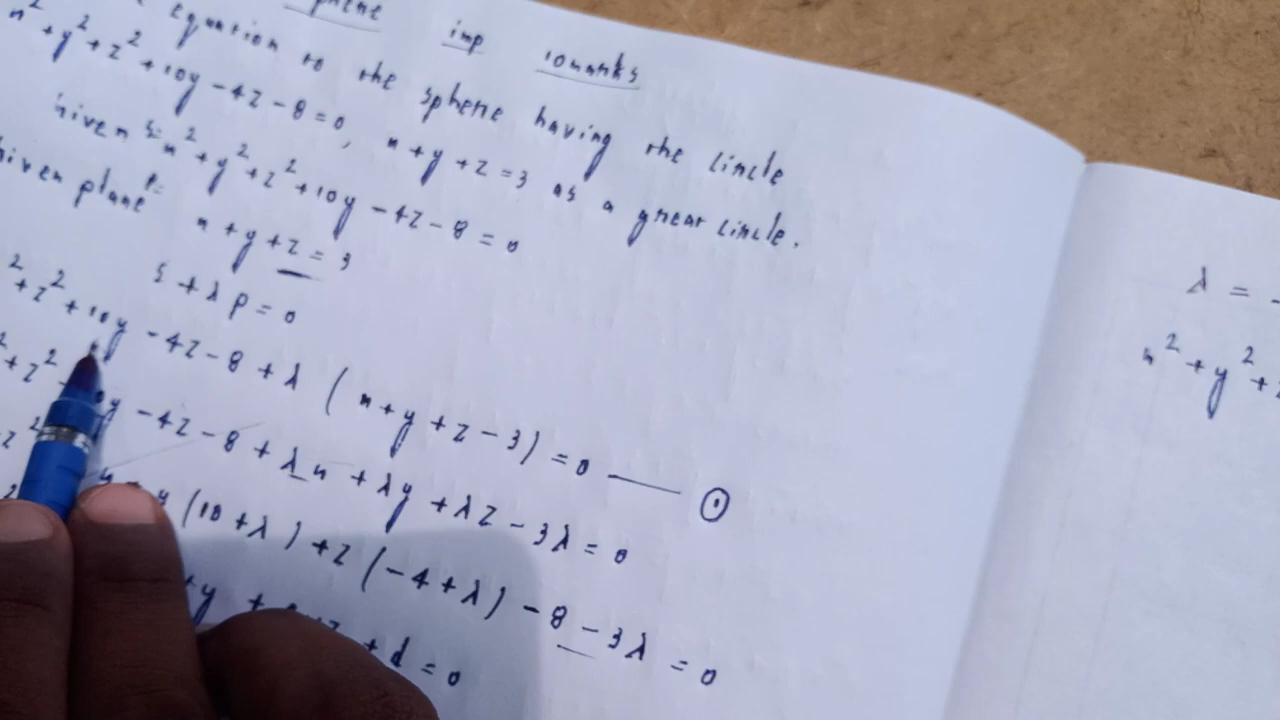 imp 10marks
equation to the sphere having the circle
x² + y² + z² + 10y - 4z - 8 = 0, x + y + z = 3 as a great circle.
Given S: x² + y² + z² + 10y - 4z - 8 = 0
plane P: x + y + z = 3
S + λ P = 0
² + z² + 10y - 4z - 8 + λ ( x + y + z - 3 ) = 0 —— ①
² + z² y - 4z - 8 + λx + λy + λz - 3λ = 0
y (10 + λ) + z (-4 + λ) - 8 - 3λ = 0
+ d = 0
λ = -
x² + y² +